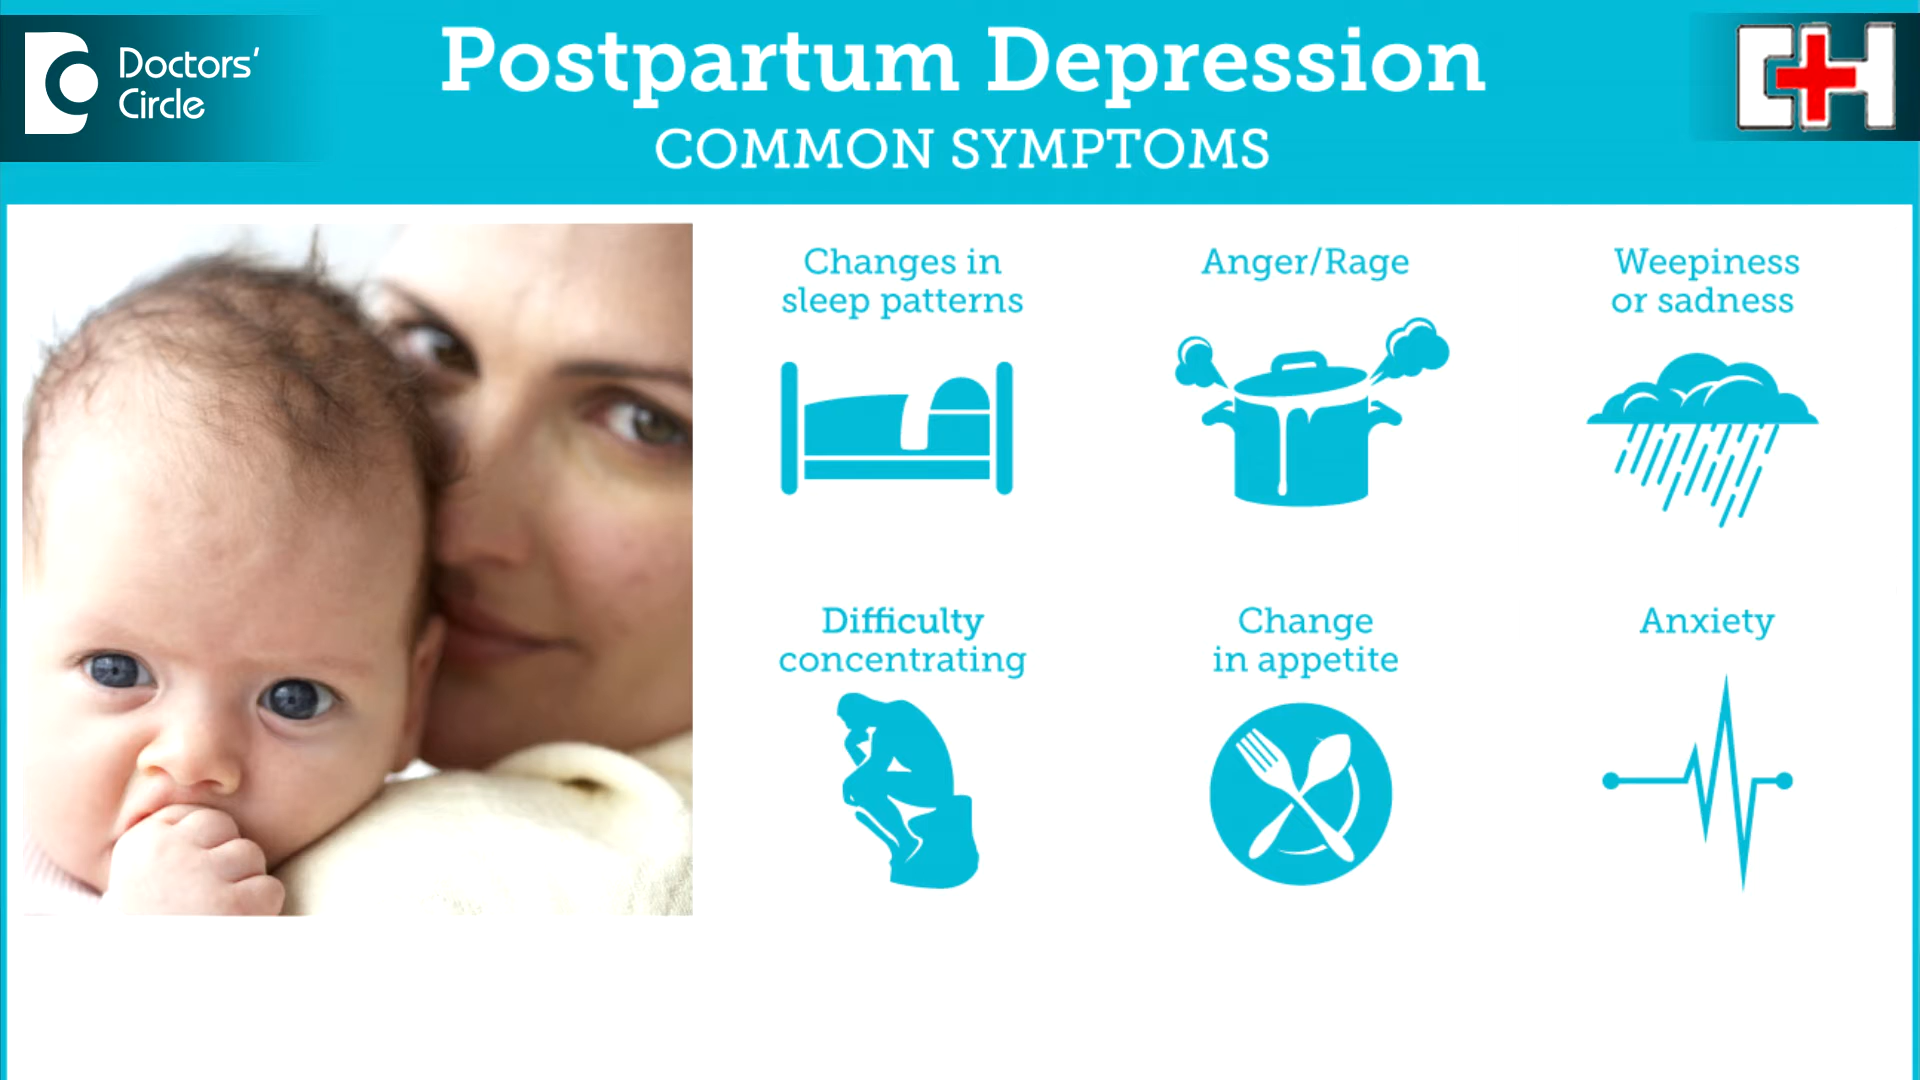 Doctors'
Circle
Postpartum Depression
COMMON SYMPTOMS
CH
Changes in
sleep patterns
Anger/Rage
Weepiness
or sadness
Difficulty
concentrating
Change
in appetite
Anxiety